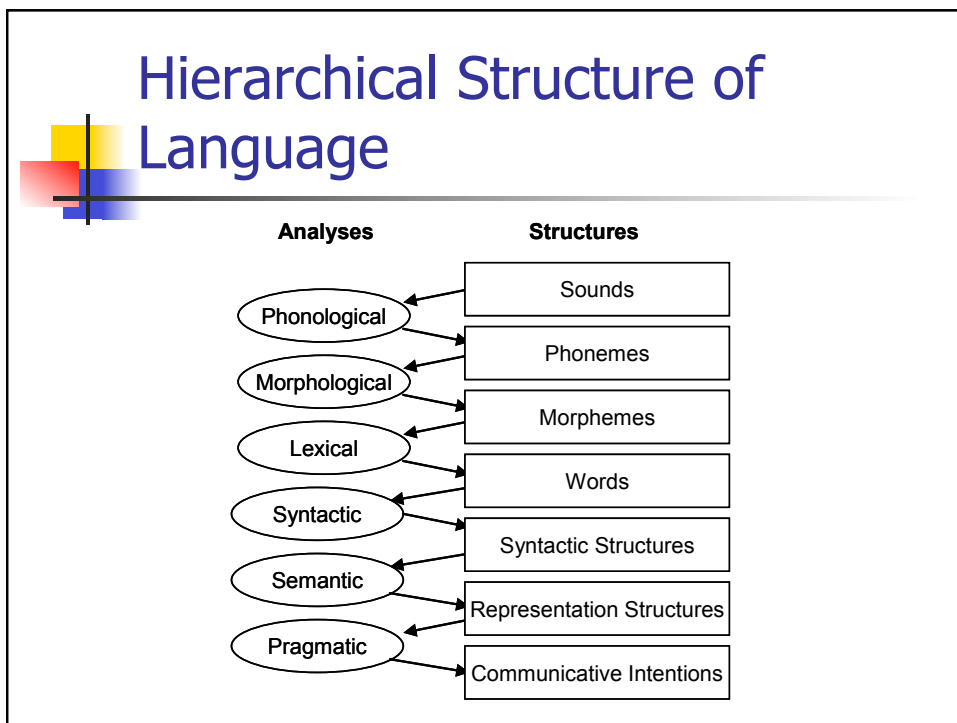 Hierarchical Structure of
Language
Analyses Structures
Sounds
Phonological
Phonemes
Morphological
Morphemes
Lexical
Words
Syntactic
Syntactic Structures
Semantic
Representation Structures
Pragmatic
Communicative Intentions